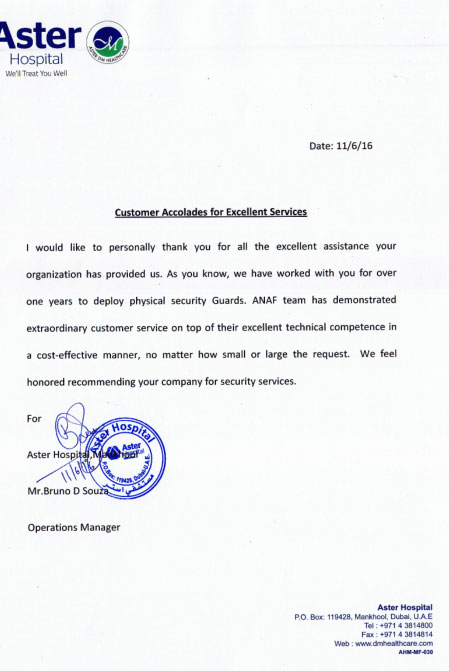 Aster
Hospital
We'll Treat You Well
ASTER DM HEALTHCARE
Date: 11/6/16
Customer Accolades for Excellent Services
I would like to personally thank you for all the excellent assistance your
organization has provided us. As you know, we have worked with you for over
one years to deploy physical security Guards. ANAF team has demonstrated
extraordinary customer service on top of their excellent technical competence in
a cost-effective manner, no matter how small or large the request. We feel
honored recommending your company for security services.
For
Aster Hospital
Aster
Hospital
P.O.Box: 119428, Dubai, U.A.E.
مستشفى استر
Aster Hospital, Mankhool
11/6/16
Mr.Bruno D Souza
Operations Manager
Aster Hospital
P.O. Box: 119428, Mankhool, Dubai, U.A.E
Tel : +971 4 3814800
Fax : +971 4 3814814
Web : www.dmhealthcare.com
AHM-MF-030